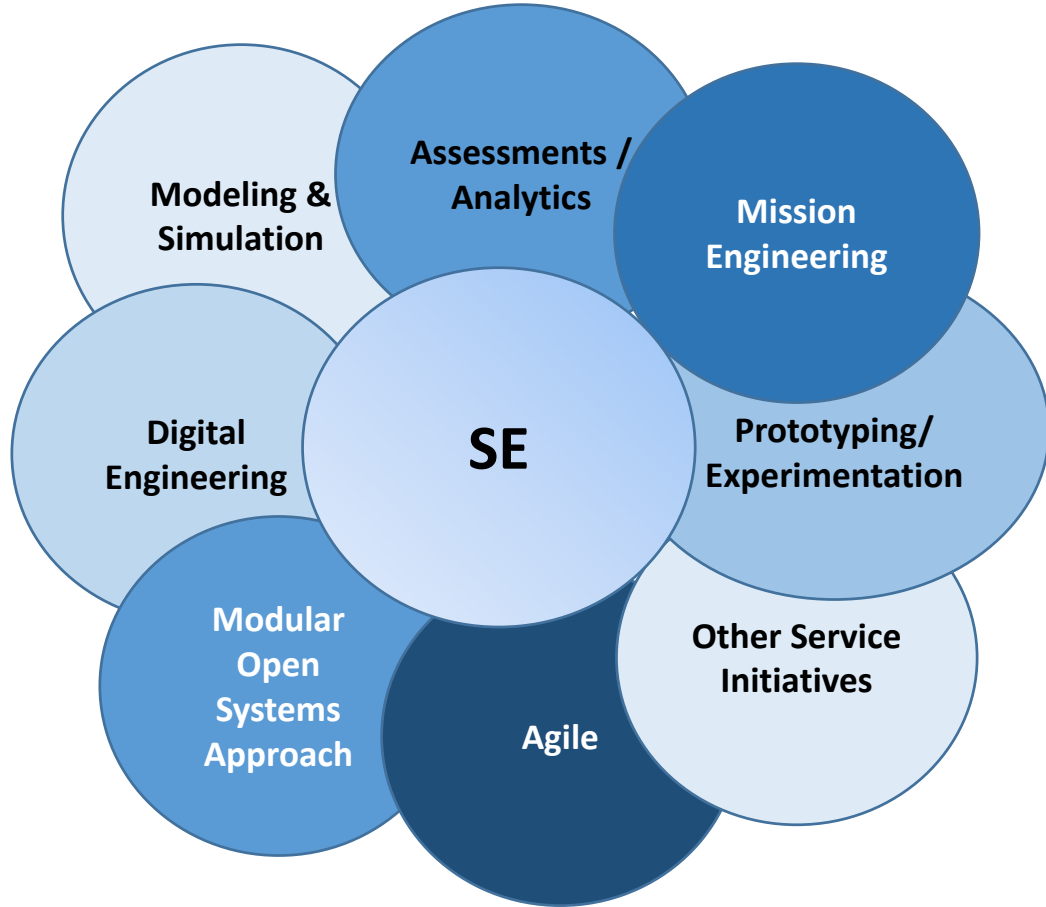 Assessments /
Analytics
Modeling &
Simulation
Mission
Engineering
Digital
Engineering
SE
Prototyping/
Experimentation
Modular
Open
Systems
Approach
Agile
Other Service
Initiatives